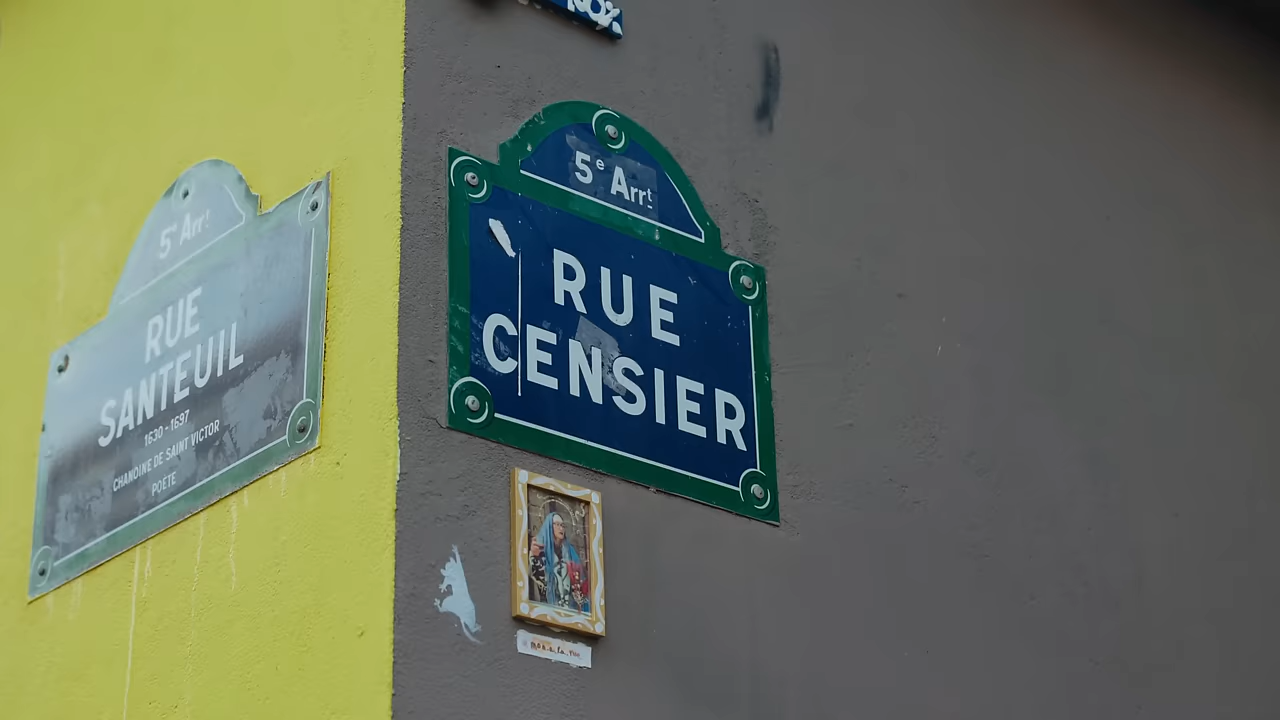 5e Arrt
RUE
SANTEUIL
1630-1697
CHANOINE DE SAINT VICTOR
POETE
5e Arrt
RUE
CENSIER